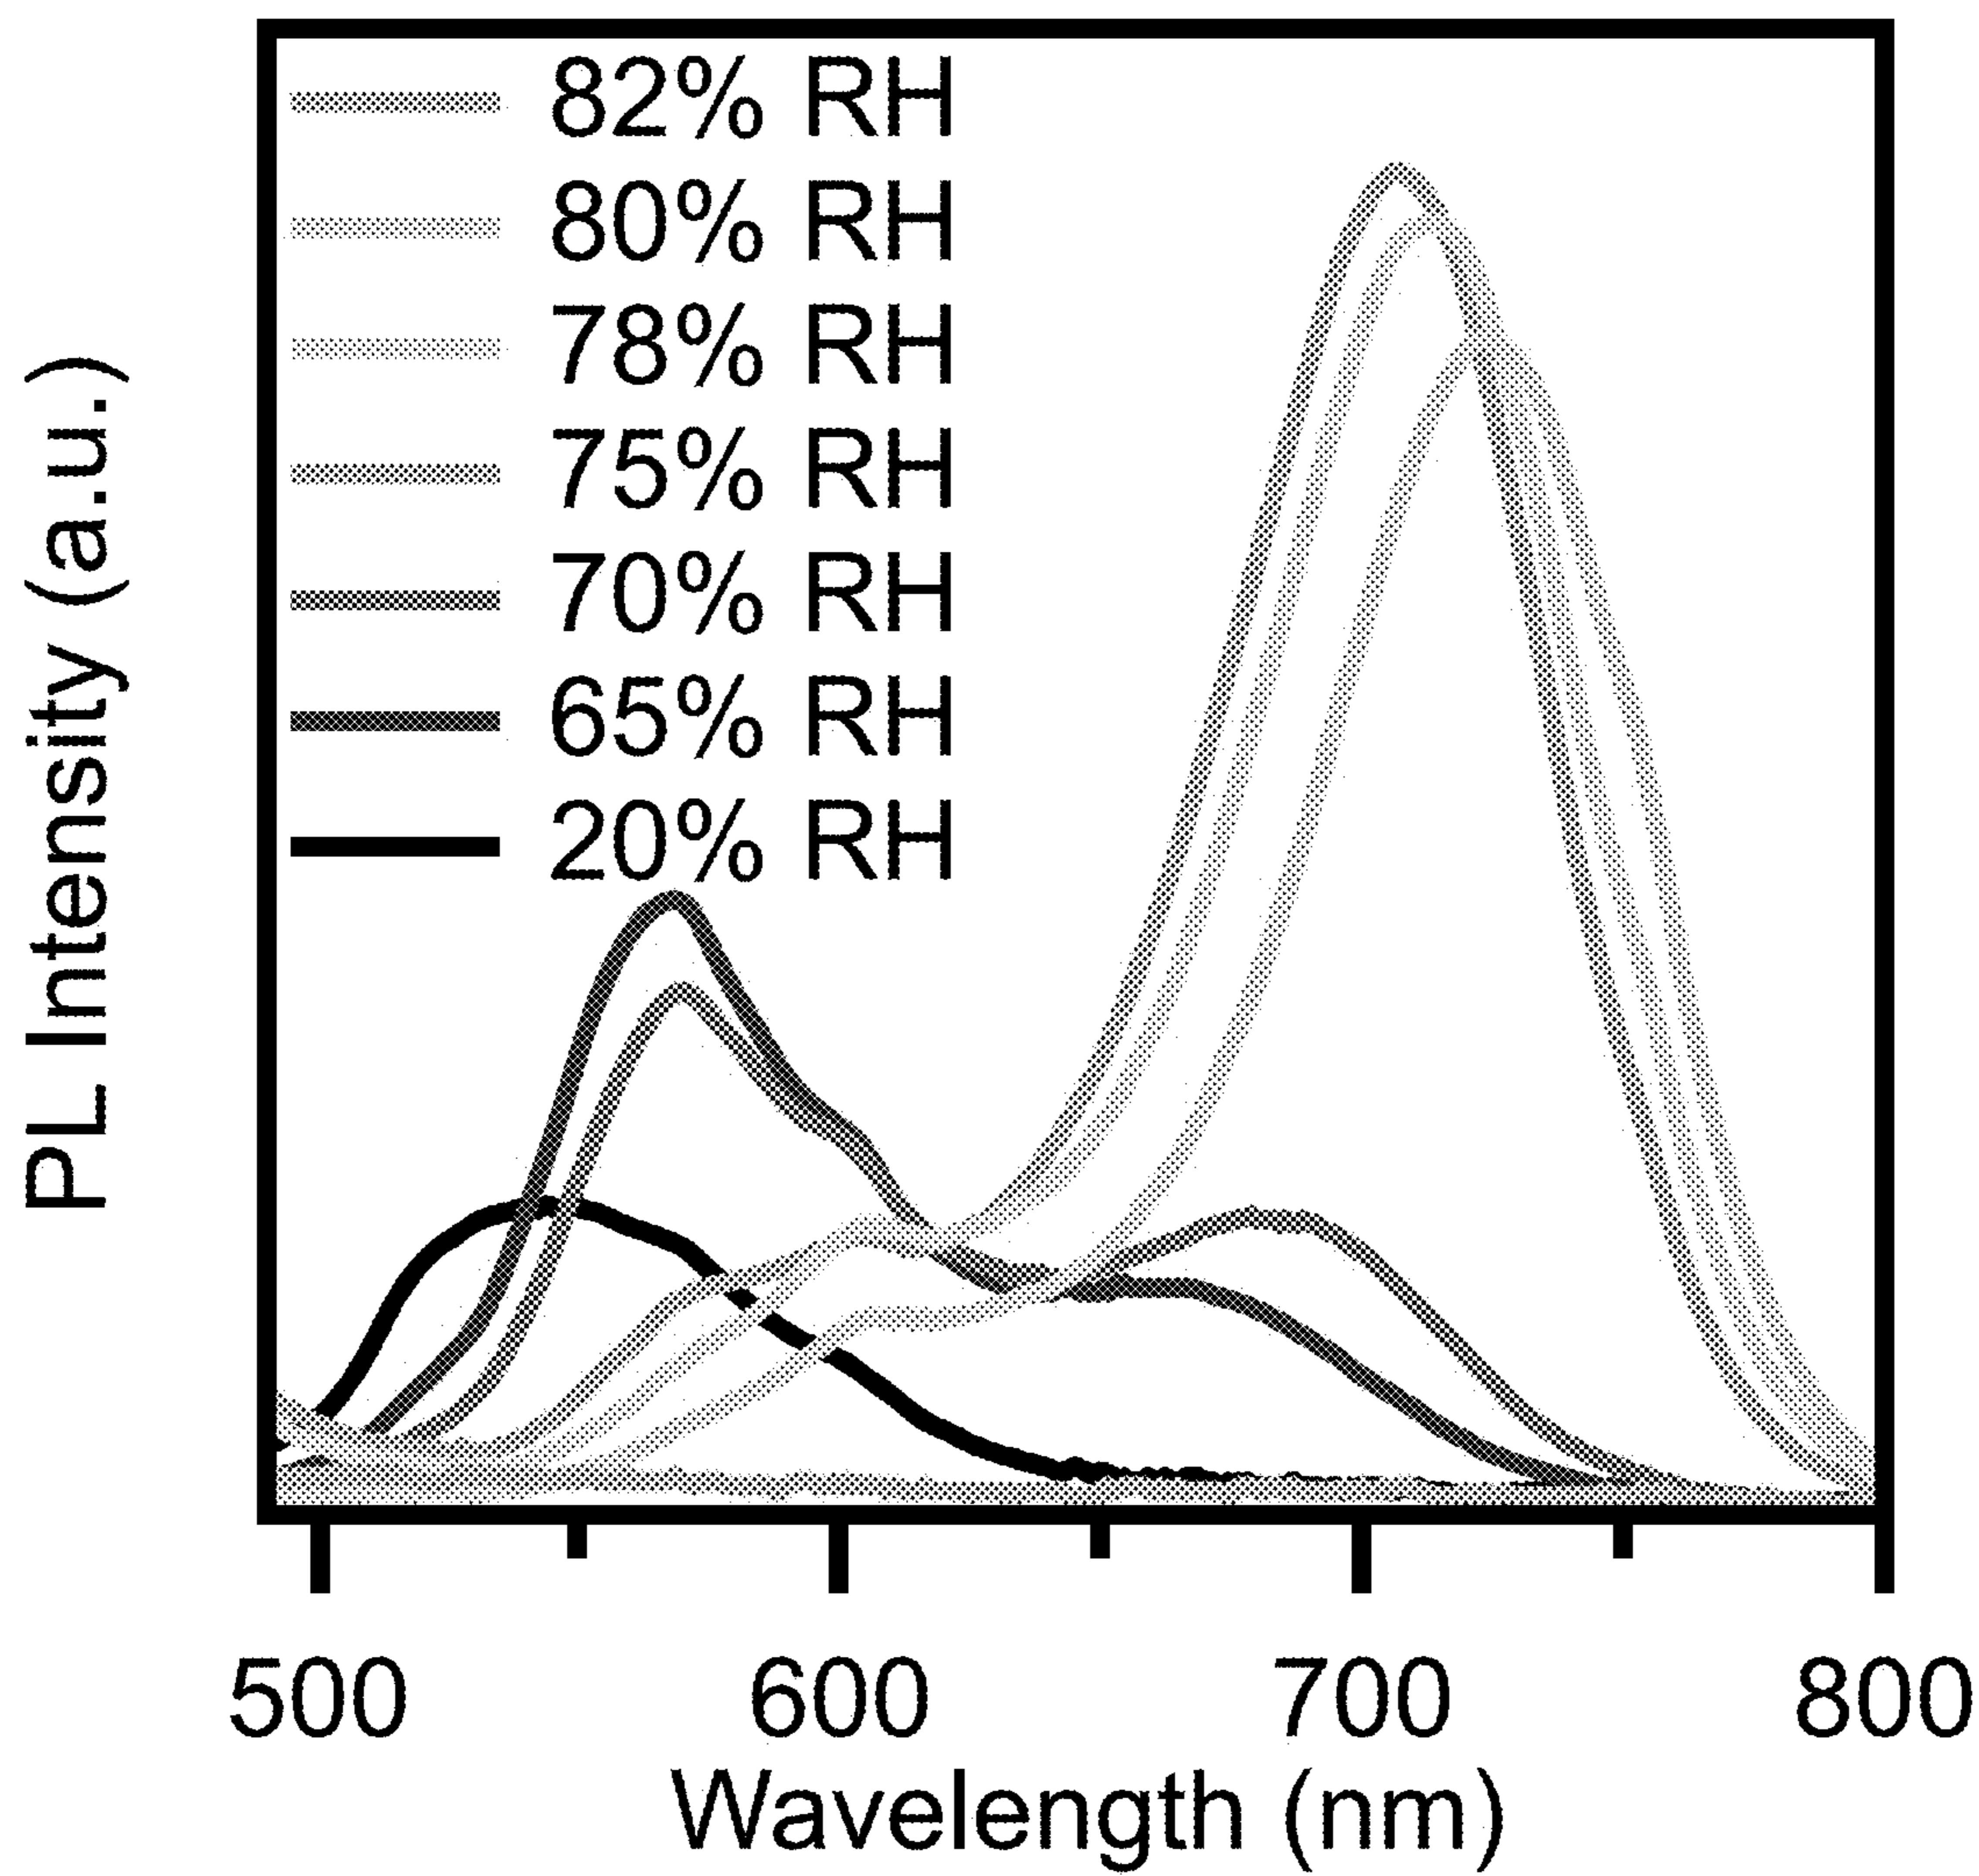 82% RH
80% RH
78% RH
75% RH
70% RH
65% RH
20% RH
PL Intensity (a.u.)
500 600 700 800
Wavelength (nm)